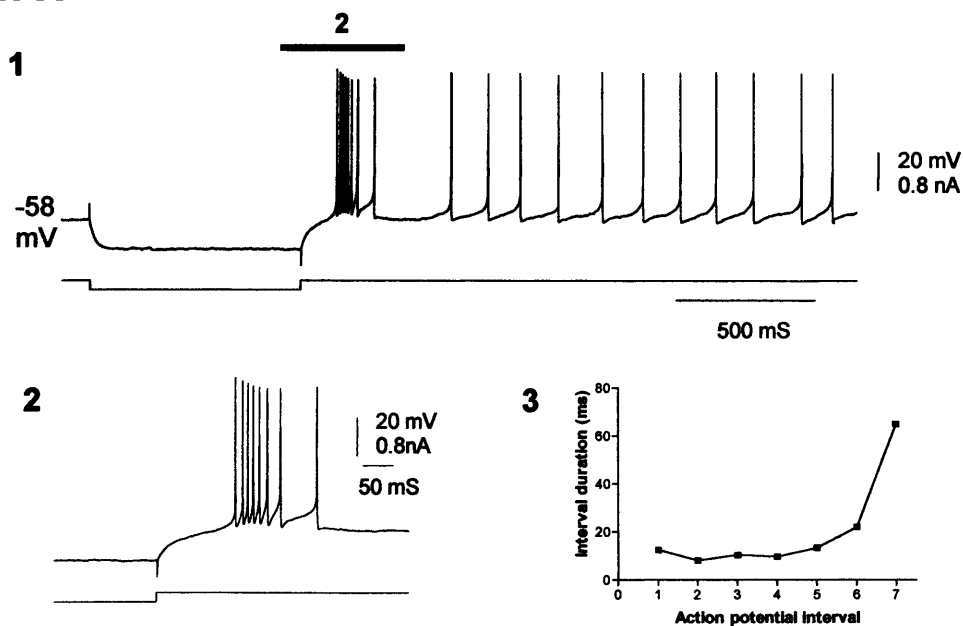 2
1
20 mV
0.8 nA
-58
mV
500 mS
2
20 mV
0.8nA
50 mS
3
80
60
40
20
0
0 1 2 3 4 5 6 7
Interval duration (ms)
Action potential interval